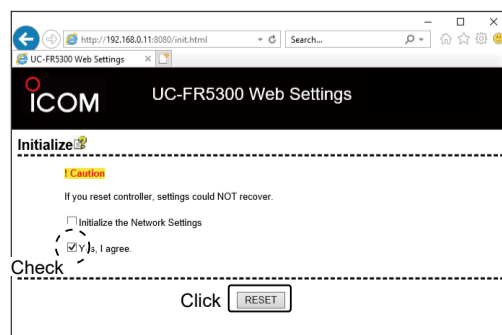 http://192.168.0.11:8080/init.html
Search...
UC-FR5300 Web Settings
ICOM
UC-FR5300 Web Settings
Initialize
! Caution
If you reset controller, settings could NOT recover.
Initialize the Network Settings
Yes, I agree.
Check
Click
RESET